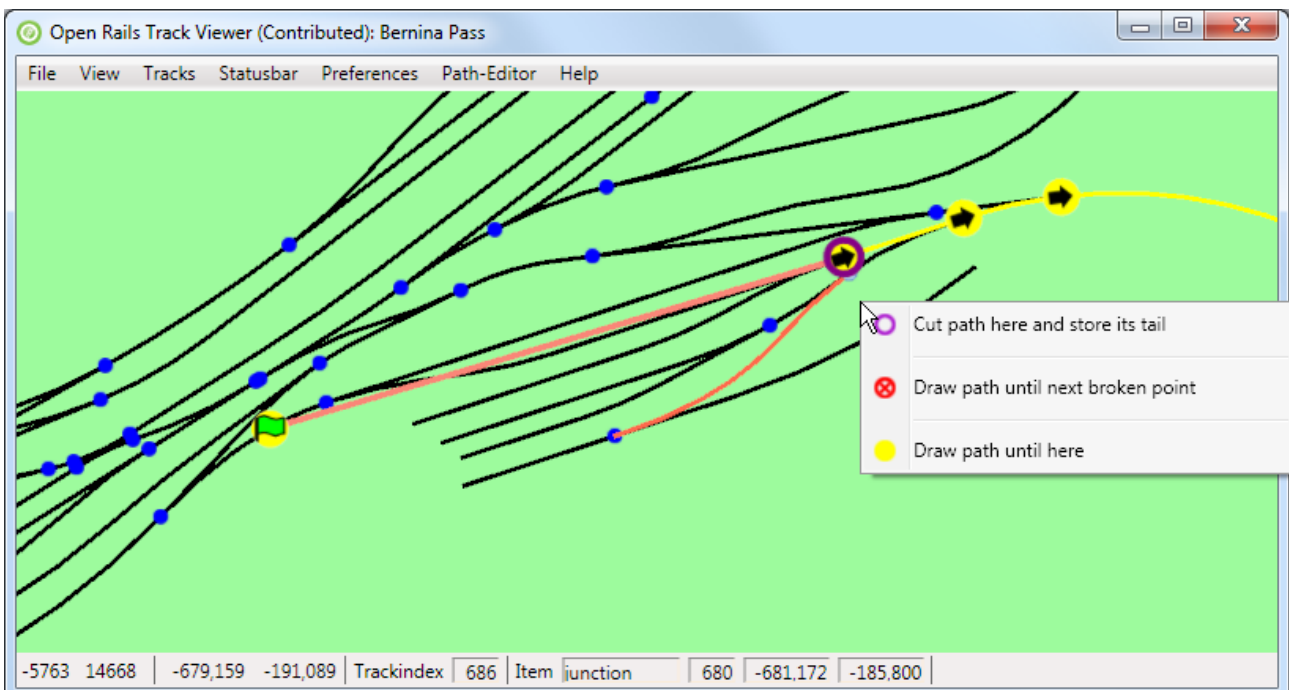 Open Rails Track Viewer (Contributed): Bernina Pass
File View Tracks Statusbar Preferences Path-Editor Help
Cut path here and store its tail
Draw path until next broken point
Draw path until here
-5763 14668 -679,159 -191,089 Trackindex 686 Item junction 680 -681,172 -185,800